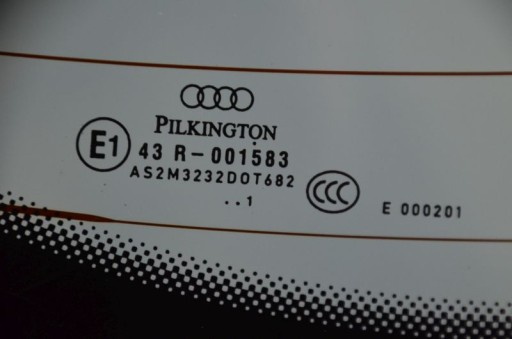 PILKINGTON
E1
43 R-001583
AS2M3232DOT682
..1
CCC
E 000201